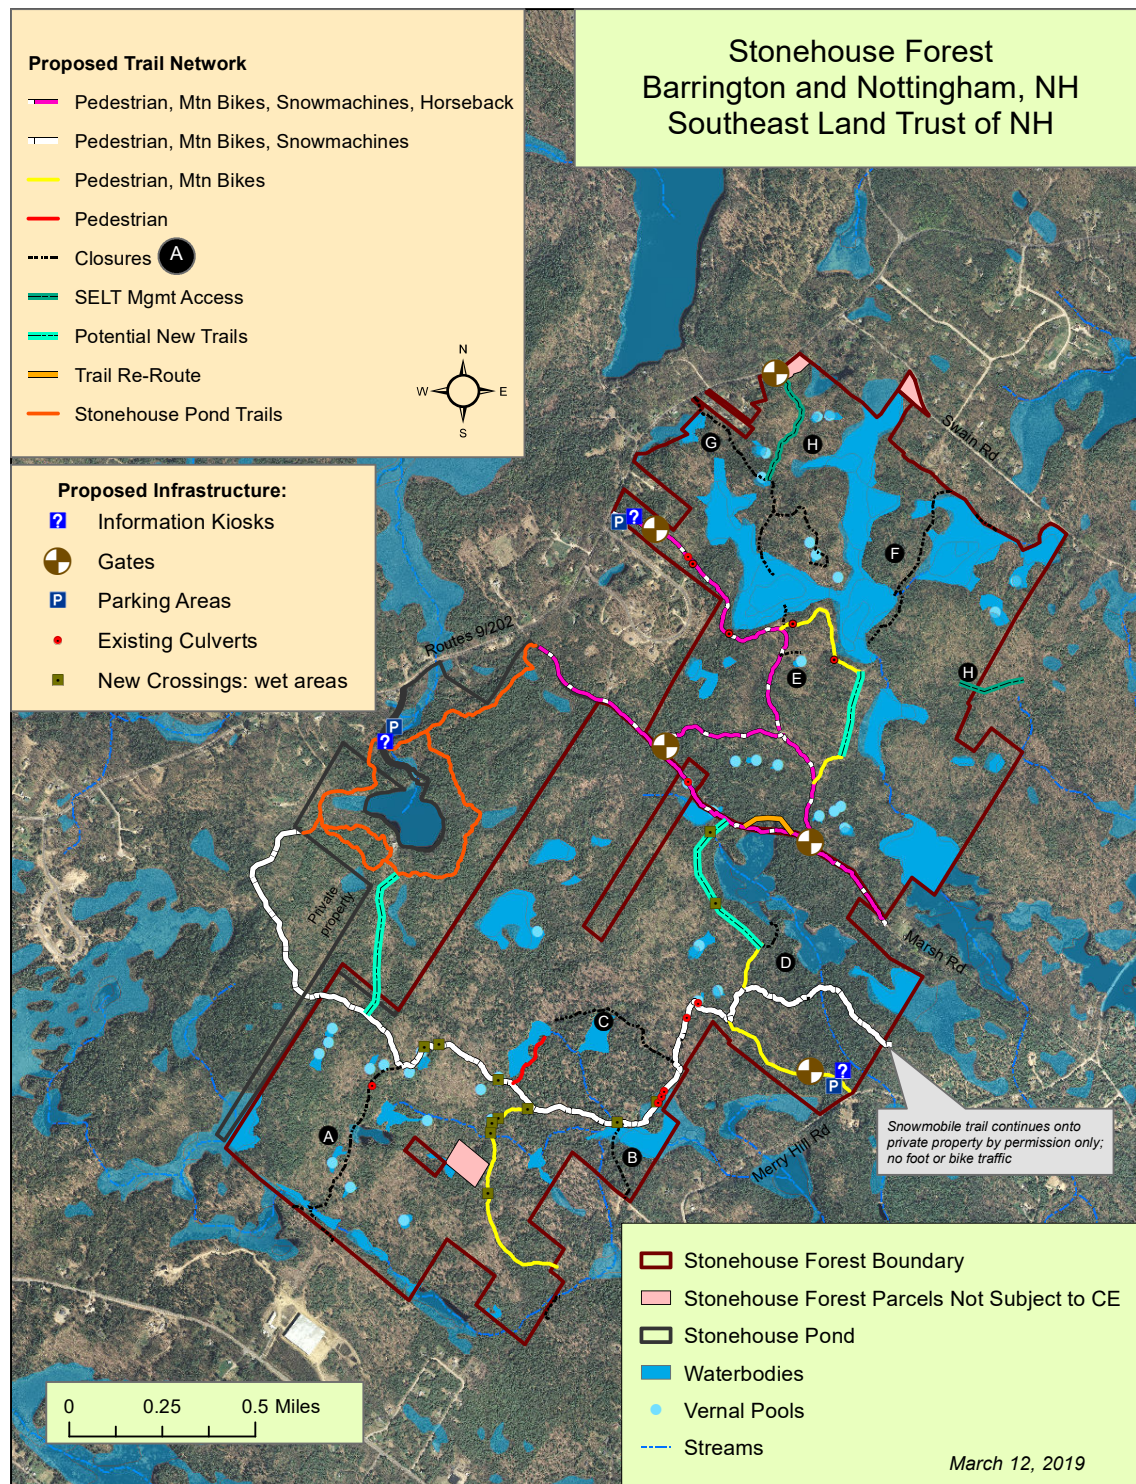 Stonehouse Forest
Barrington and Nottingham, NH
Southeast Land Trust of NH
Proposed Trail Network
Pedestrian, Mtn Bikes, Snowmachines, Horseback
Pedestrian, Mtn Bikes, Snowmachines
Pedestrian, Mtn Bikes
Pedestrian
Closures A
SELT Mgmt Access
Potential New Trails
Trail Re-Route
Stonehouse Pond Trails
N
W E
S
Proposed Infrastructure:
? Information Kiosks
Gates
P Parking Areas
Existing Culverts
New Crossings: wet areas
Swain Rd
G
H
P ?
F
Routes 9/202
E
H
P
?
Private
property
Marsh Rd
D
C
?
P
A
B
Merry Hill Rd
Snowmobile trail continues onto
private property by permission only;
no foot or bike traffic
Stonehouse Forest Boundary
Stonehouse Forest Parcels Not Subject to CE
Stonehouse Pond
Waterbodies
Vernal Pools
Streams
0 0.25 0.5 Miles
March 12, 2019